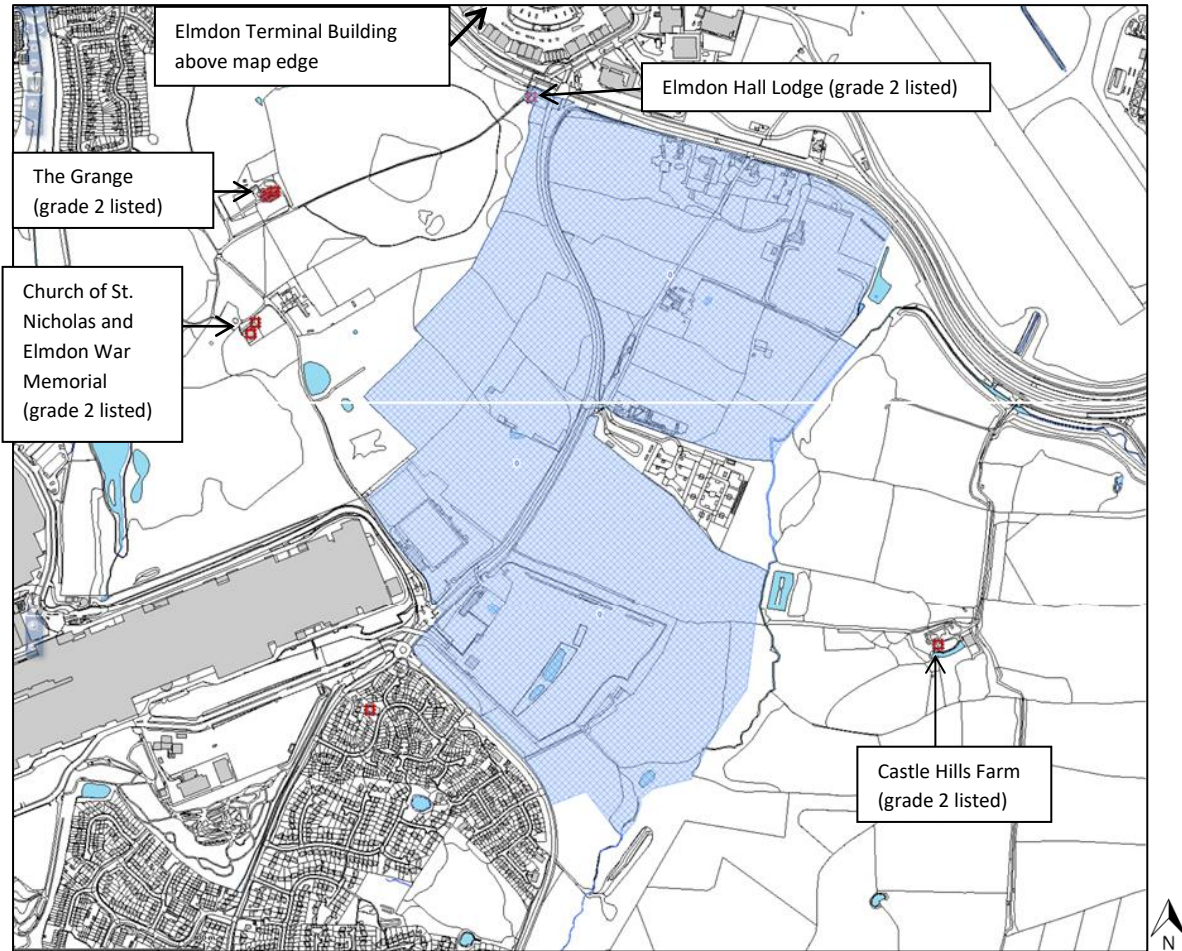 Elmdon Terminal Building
above map edge
Elmdon Hall Lodge (grade 2 listed)
The Grange
(grade 2 listed)
Church of St.
Nicholas and
Elmdon War
Memorial
(grade 2 listed)
Castle Hills Farm
(grade 2 listed)
N